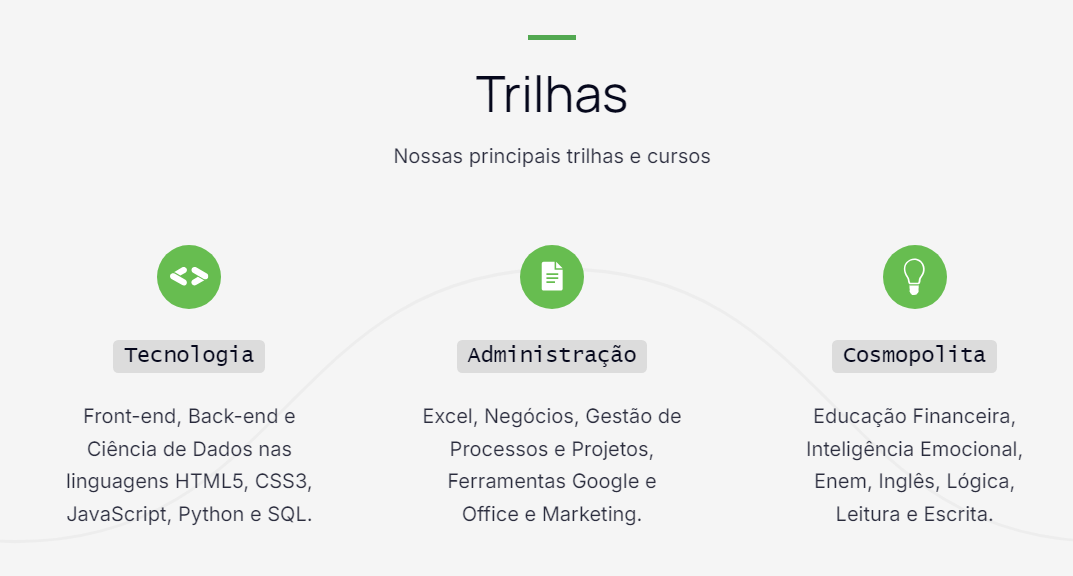 Trilhas
Nossas principais trilhas e cursos
Tecnologia
Front-end, Back-end e
Ciência de Dados nas
linguagens HTML5, CSS3,
JavaScript, Python e SQL.
Administração
Excel, Negócios, Gestão de
Processos e Projetos,
Ferramentas Google e
Office e Marketing.
Cosmopolita
Educação Financeira,
Inteligência Emocional,
Enem, Inglês, Lógica,
Leitura e Escrita.